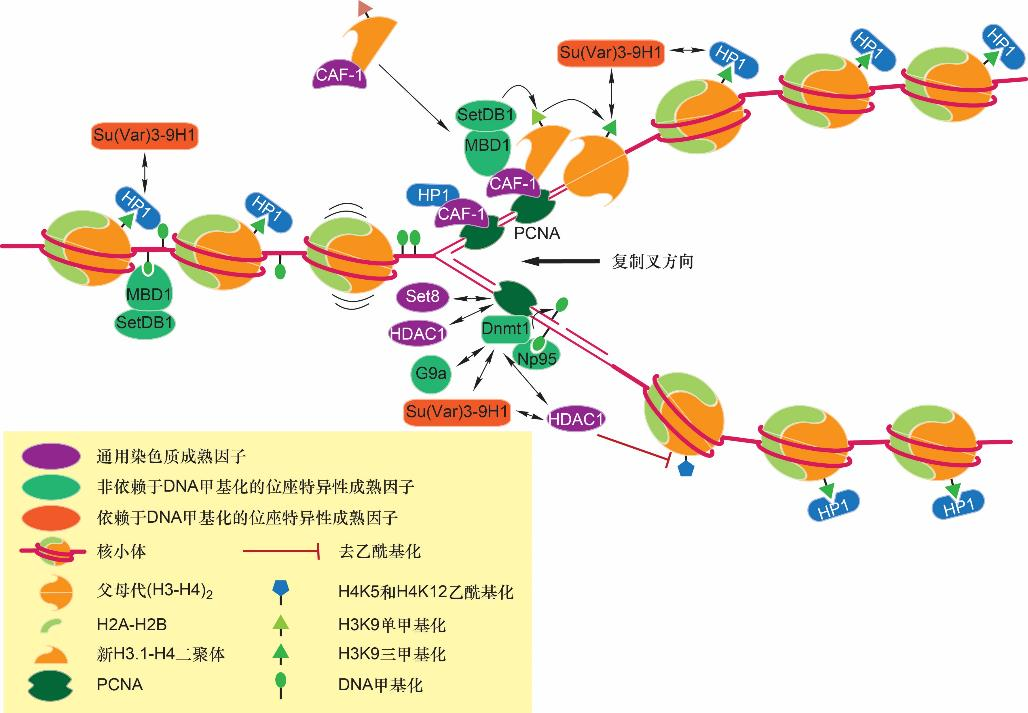 CAF-1
Su(Var)3-9H1
HP1
HP1
HP1
SetDB1
MBD1
Su(Var)3-9H1
CAF-1
HP1
HP1
HP1
CAF-1
PCNA
复制叉方向
MBD1
SetDB1
Set8
HDAC1
Dnmt1
Np95
G9a
Su(Var)3-9H1
HDAC1
HP1
HP1
通用染色质成熟因子
非依赖于DNA甲基化的位座特异性成熟因子
依赖于DNA甲基化的位座特异性成熟因子
核小体
去乙酰基化
父母代(H3-H4)2
H4K5和H4K12乙酰基化
H2A-H2B
H3K9单甲基化
新H3.1-H4二聚体
H3K9三甲基化
PCNA
DNA甲基化